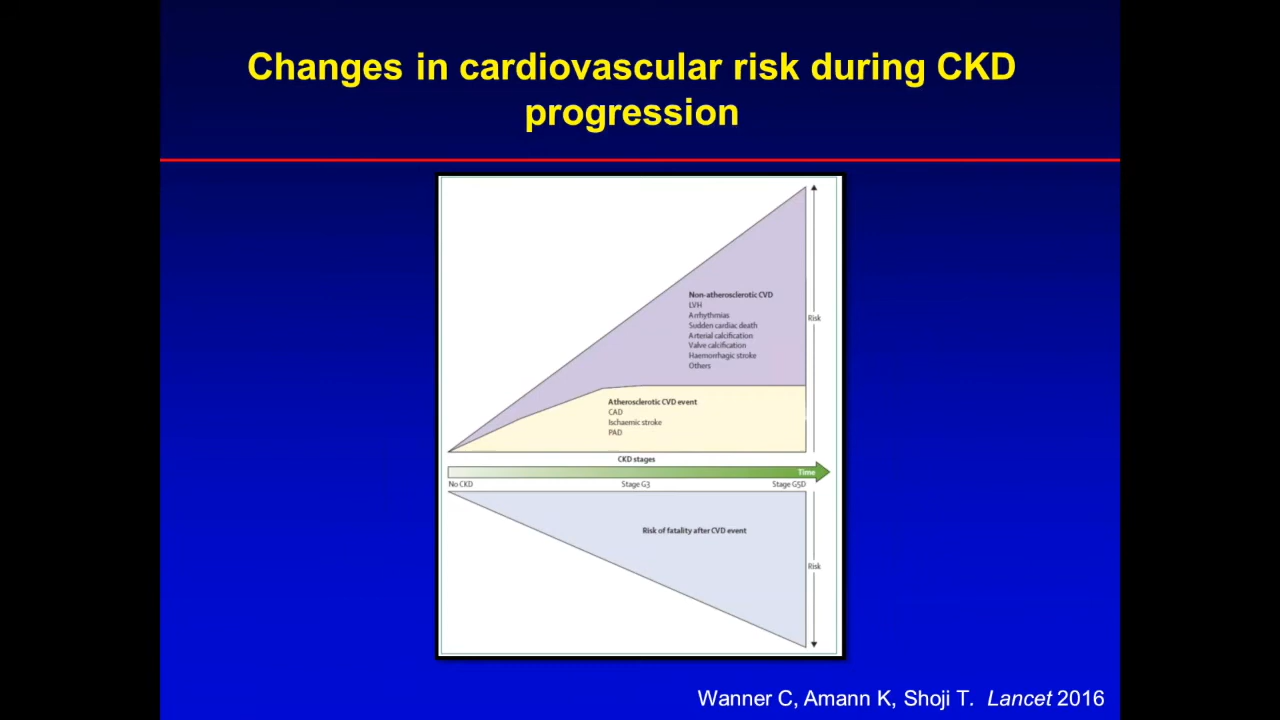 Changes in cardiovascular risk during CKD
progression
Non-atherosclerotic CVD
LVH
Arrhythmias
Sudden cardiac death
Arterial calcification
Valve calcification
Haemorrhagic stroke
Others
Risk
Atherosclerotic CVD event
CAD
Ischaemic stroke
PAD
CKD stages
Time
No CKD
Stage G3
Stage G5D
Risk of fatality after CVD event
Risk
Wanner C, Amann K, Shoji T. Lancet 2016